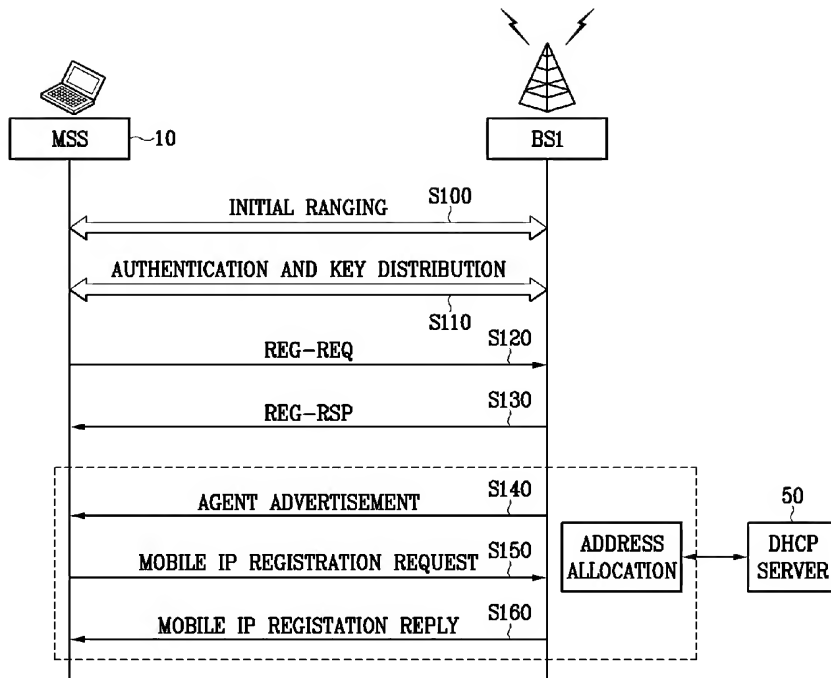 MSS
10
BS1
S100
INITIAL RANGING
AUTHENTICATION AND KEY DISTRIBUTION
S110
S120
REG-REQ
S130
REG-RSP
S140
AGENT ADVERTISEMENT
S150
MOBILE IP REGISTRATION REQUEST
S160
MOBILE IP REGISTATION REPLY
ADDRESS
ALLOCATION
50
DHCP
SERVER